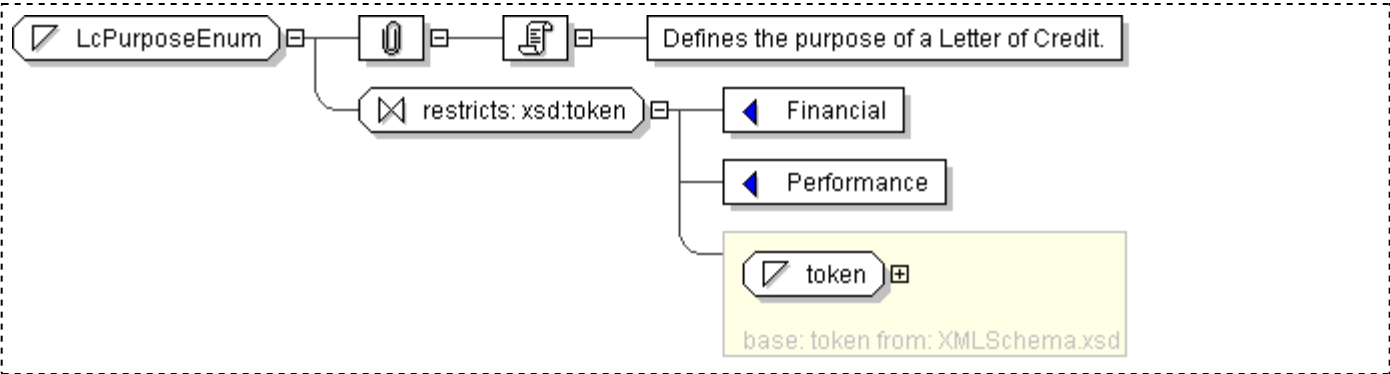 LcPurposeEnum
Defines the purpose of a Letter of Credit.
restricts: xsd:token
Financial
Performance
token
base: token from: XMLSchema.xsd